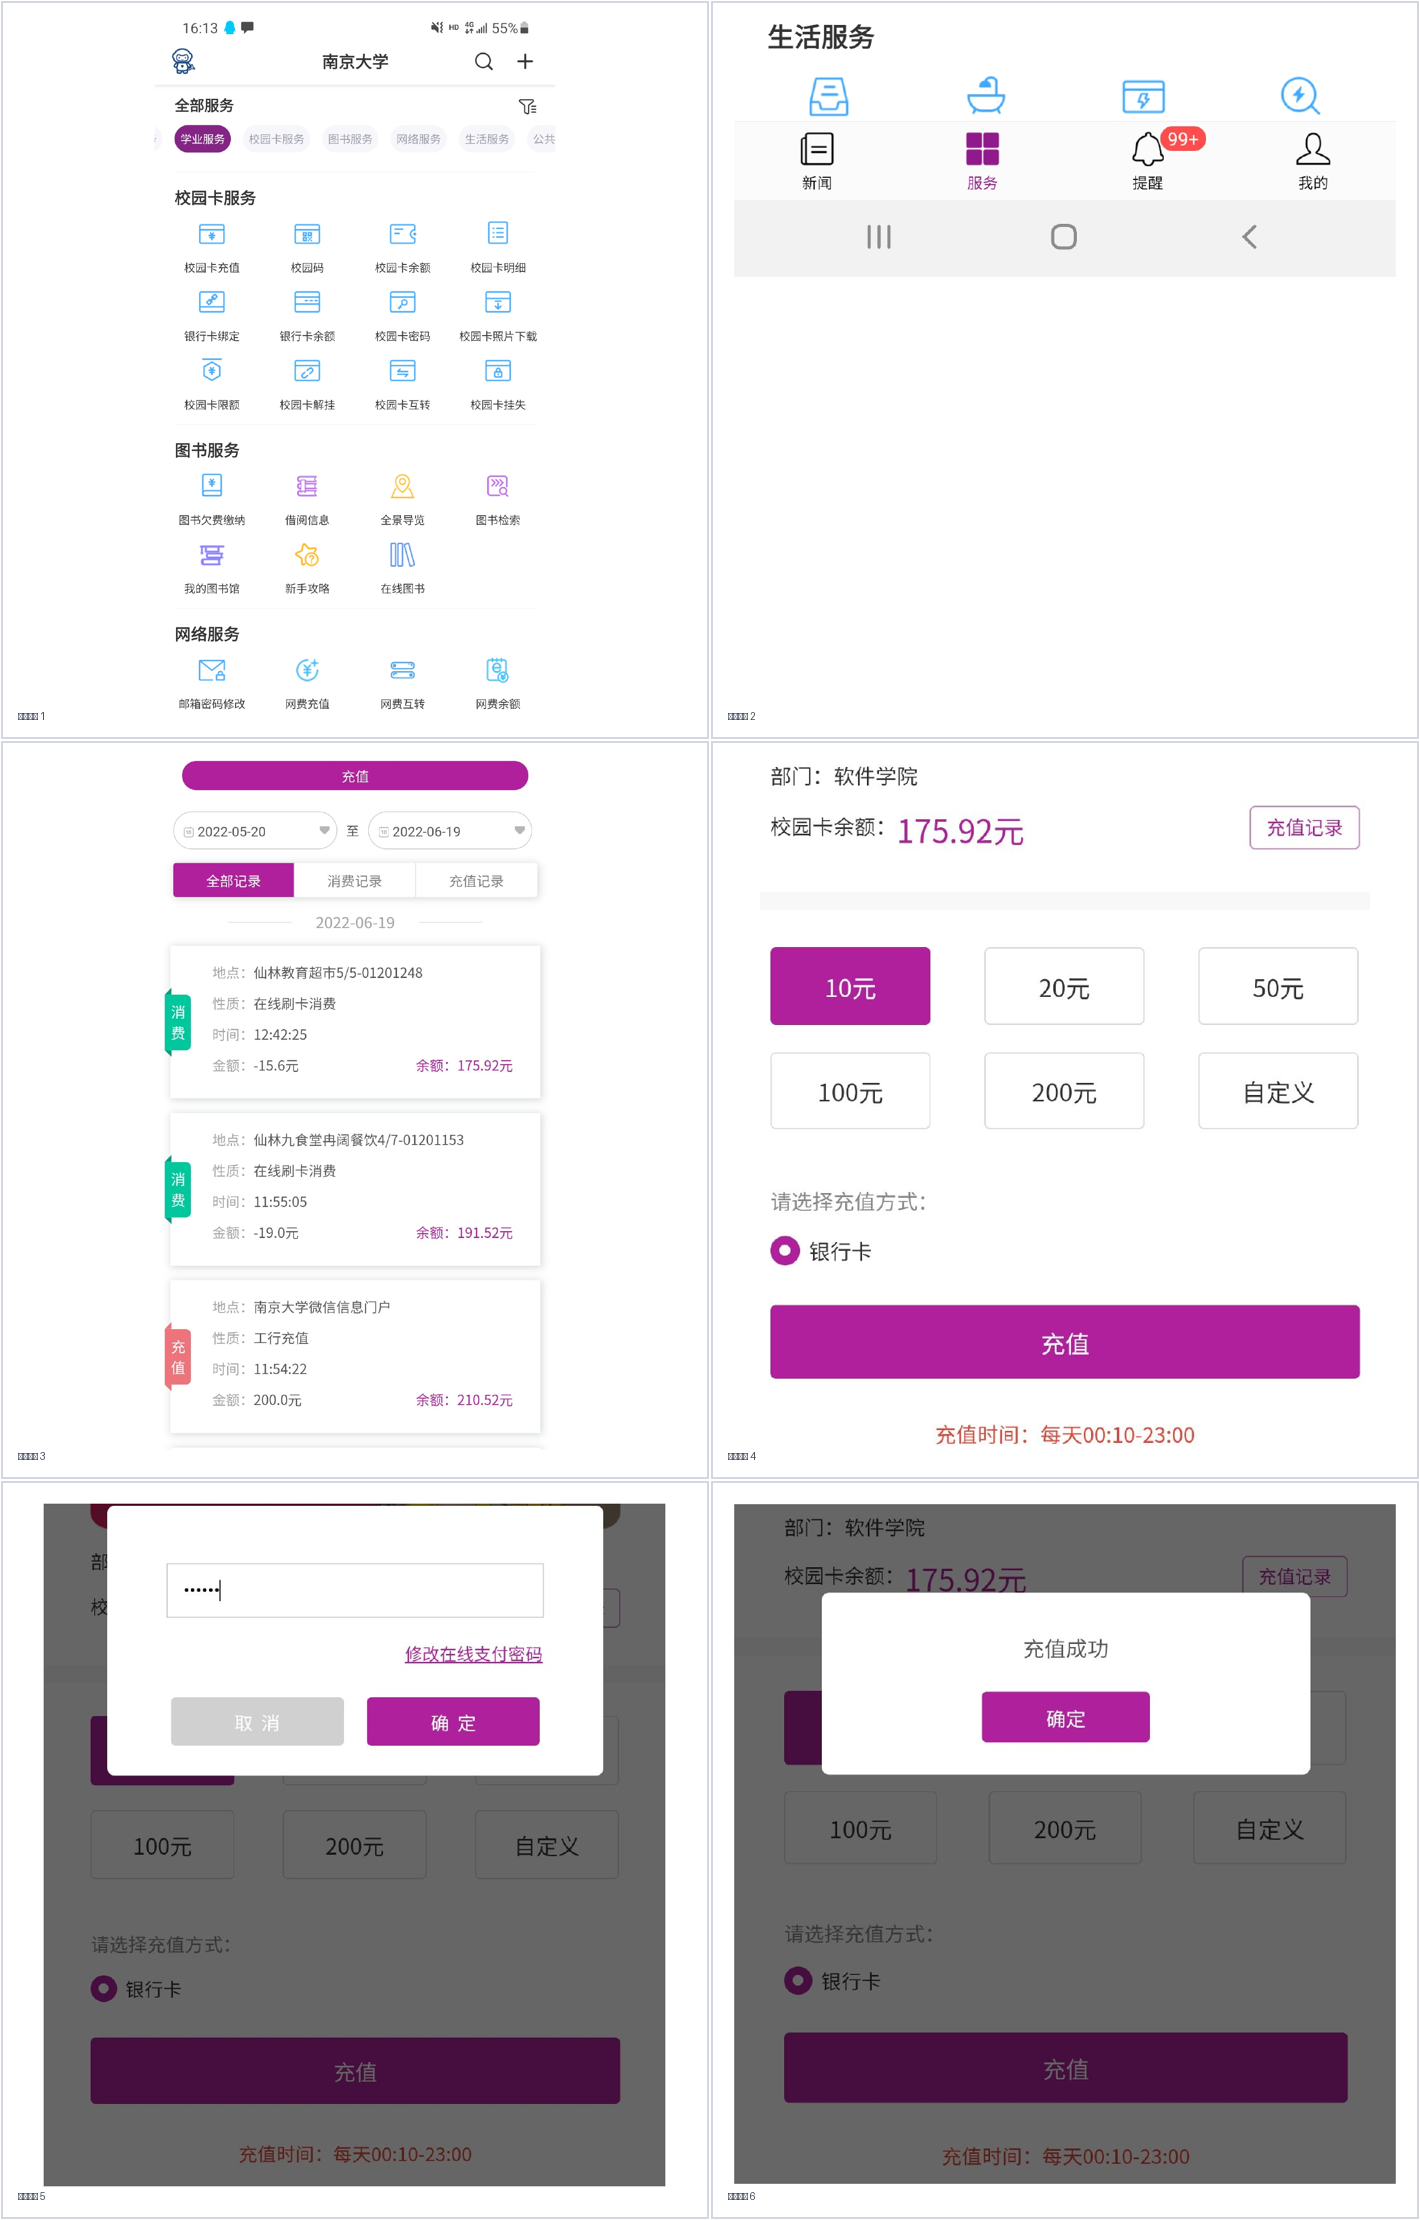 16:13
HD 4G 55%
南京大学
全部服务
学业服务 校园卡服务 图书服务 网络服务 生活服务 公共
校园卡服务
校园卡充值 校园码 校园卡余额 校园卡明细
银行卡绑定 银行卡余额 校园卡密码 校园卡照片下载
校园卡限额 校园卡解挂 校园卡互转 校园卡挂失
图书服务
图书欠费缴纳 借阅信息 全景导览 图书检索
我的图书馆 新手攻略 在线图书
网络服务
邮箱密码修改 网费充值 网费互转 网费余额
1
生活服务
99+
新闻 服务 提醒 我的
2
充值
2022-05-20 至 2022-06-19
全部记录 消费记录 充值记录
2022-06-19
消费
地点：仙林教育超市5/5-01201248
性质：在线刷卡消费
时间：12:42:25
金额：-15.6元 余额：175.92元
消费
地点：仙林九食堂冉阔餐饮4/7-01201153
性质：在线刷卡消费
时间：11:55:05
金额：-19.0元 余额：191.52元
充值
地点：南京大学微信信息门户
性质：工行充值
时间：11:54:22
金额：200.0元 余额：210.52元
3
部门：软件学院
校园卡余额：175.92元 充值记录
10元 20元 50元
100元 200元 自定义
请选择充值方式：
银行卡
充值
充值时间：每天00:10-23:00
4
部
校
••••••
修改在线支付密码
取 消 确 定
100元 200元 自定义
请选择充值方式：
银行卡
充值
充值时间：每天00:10-23:00
5
部门：软件学院
校园卡余额：175.92元 充值记录
充值成功
确定
100元 200元 自定义
请选择充值方式：
银行卡
充值
充值时间：每天00:10-23:00
6